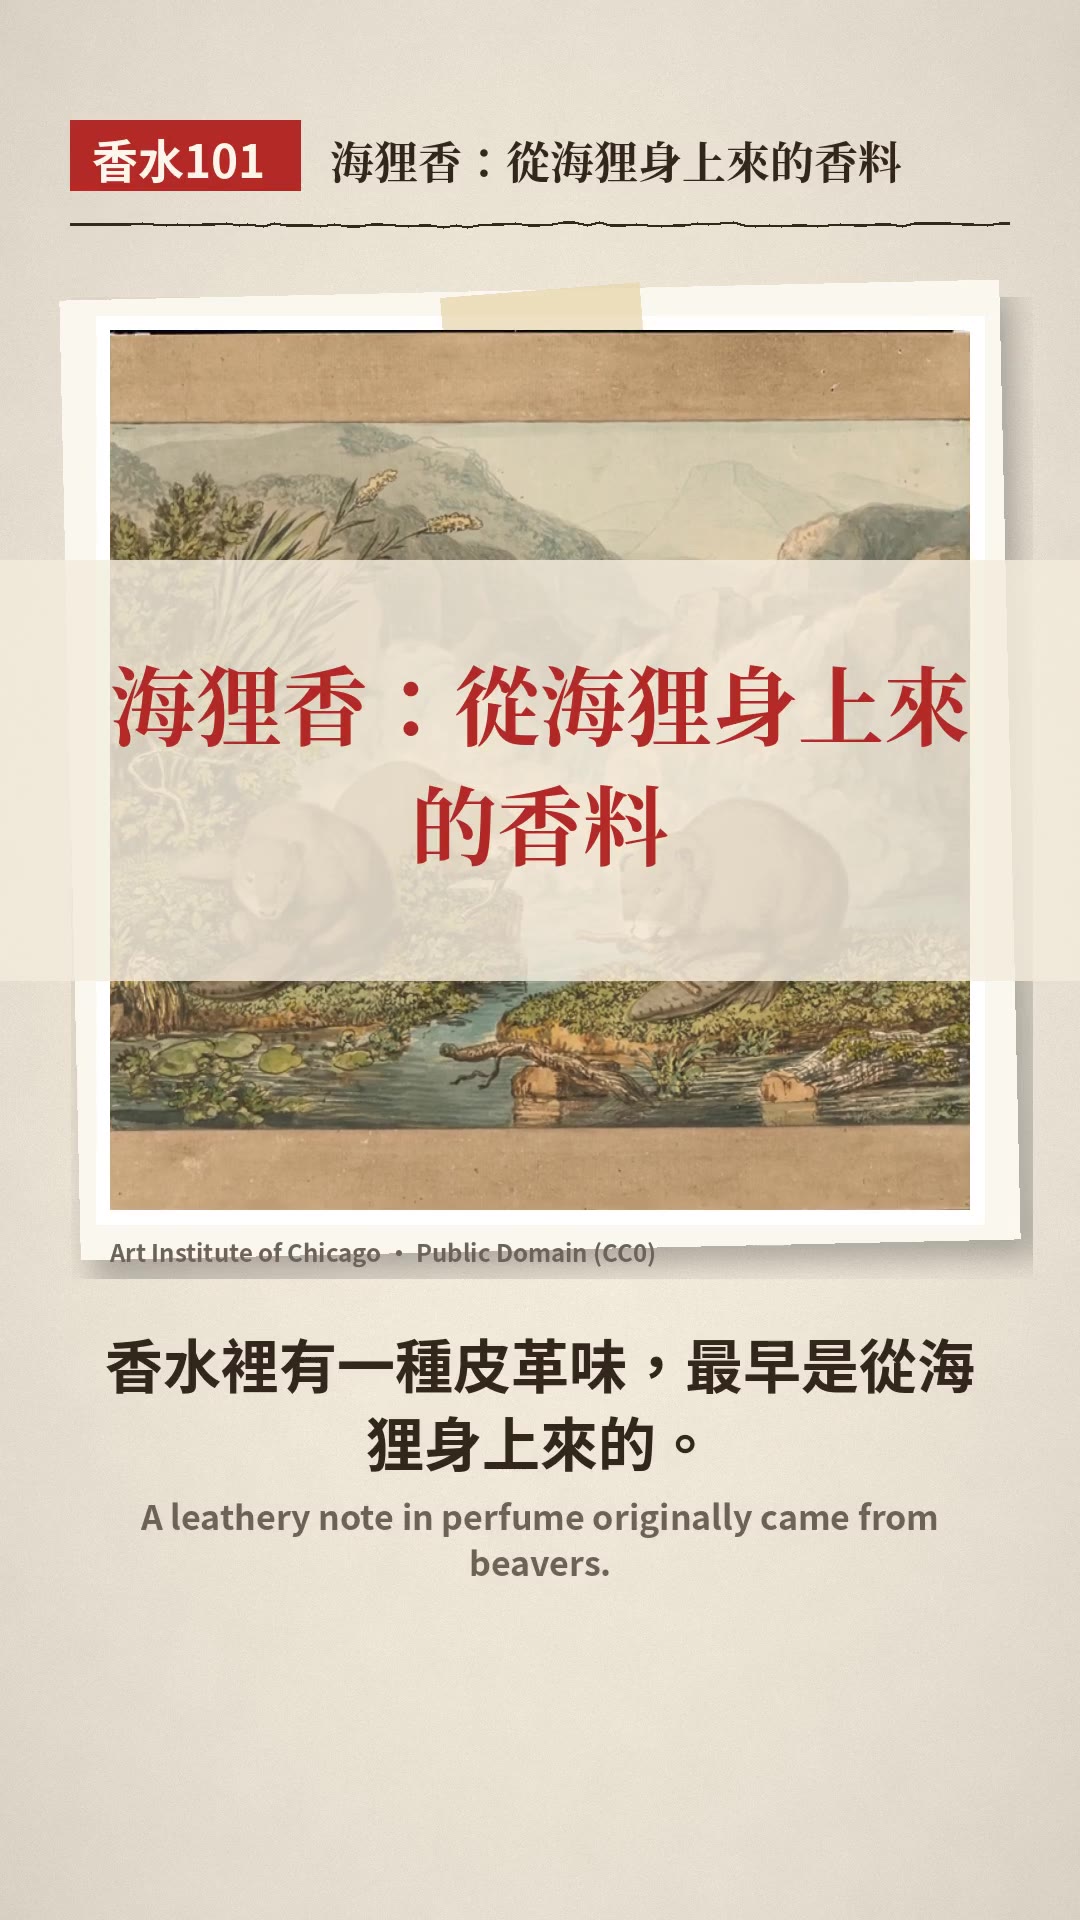 香水101
海狸香：從海狸身上來的香料
海狸香：從海狸身上來
的香料
Art Institute of Chicago • Public Domain (CC0)
香水裡有一種皮革味，最早是從海
狸身上來的。
A leathery note in perfume originally came from
beavers.